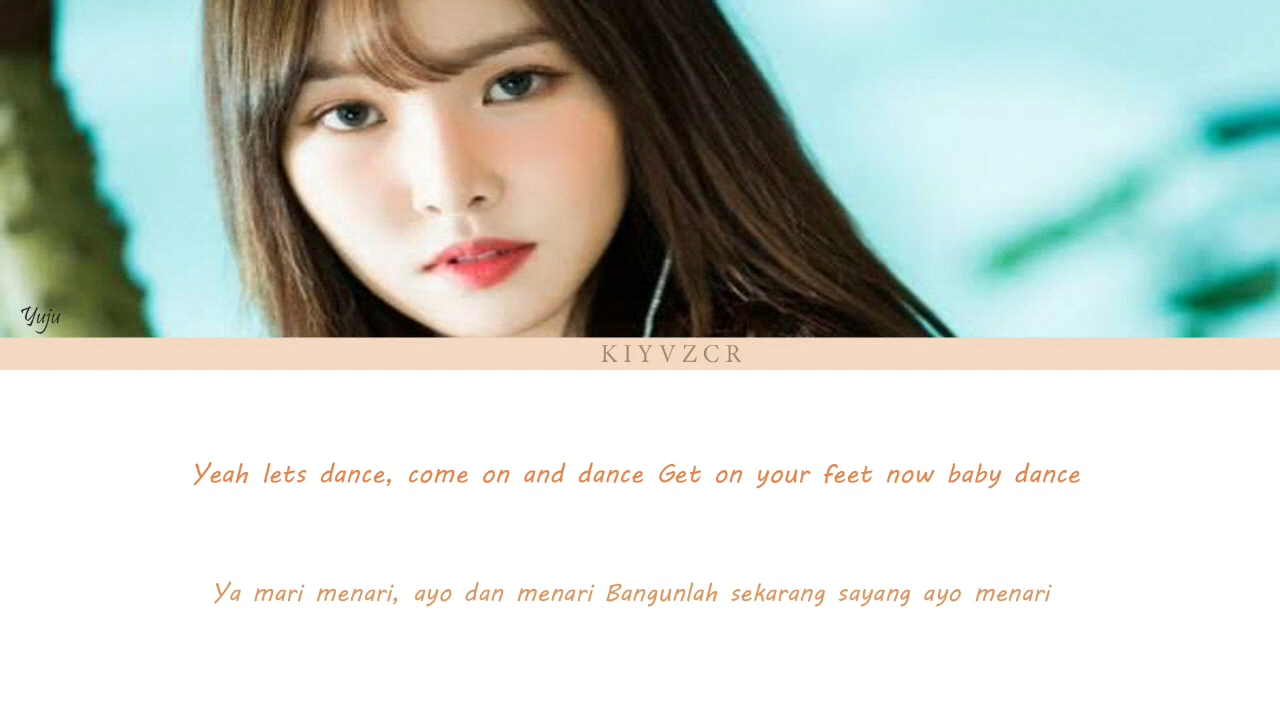 Yuju
KIYVZCR
Yeah lets dance, come on and dance Get on your feet now baby dance
Ya mari menari, ayo dan menari Bangunlah sekarang sayang ayo menari